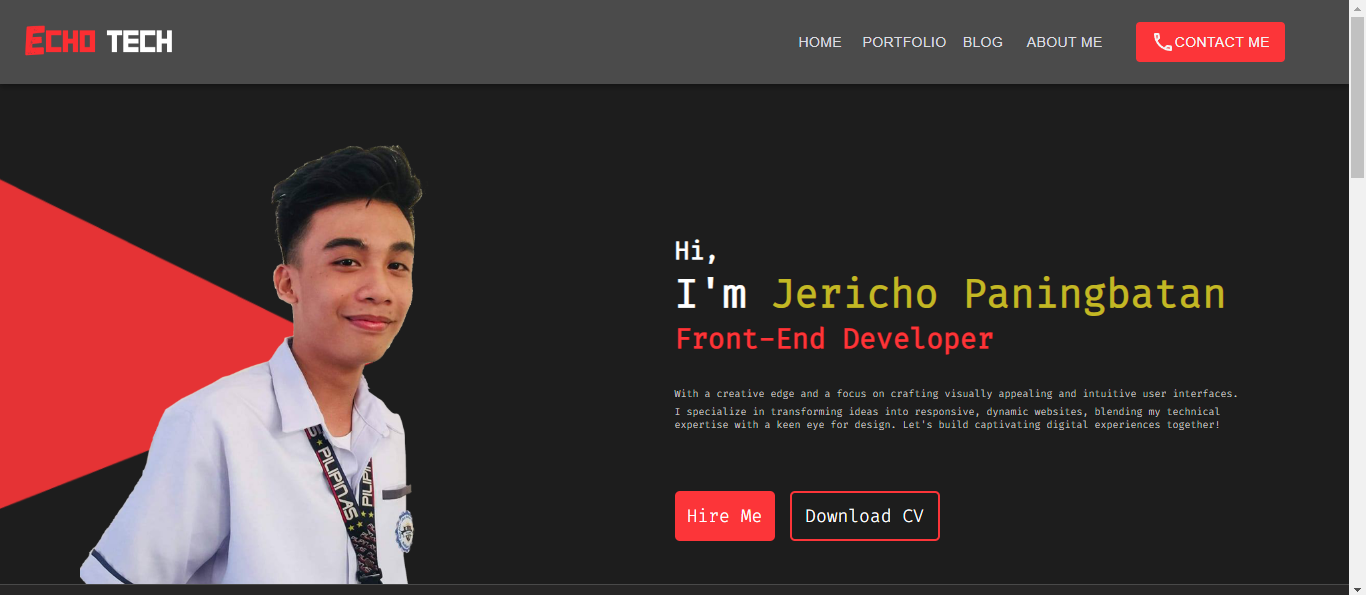 ECHO TECH
HOME PORTFOLIO BLOG ABOUT ME CONTACT ME
Hi,
I'm Jericho Paningbatan
Front-End Developer
With a creative edge and a focus on crafting visually appealing and intuitive user interfaces.
I specialize in transforming ideas into responsive, dynamic websites, blending my technical
expertise with a keen eye for design. Let's build captivating digital experiences together!
Hire Me Download CV
PILIPINAS
PILIPI